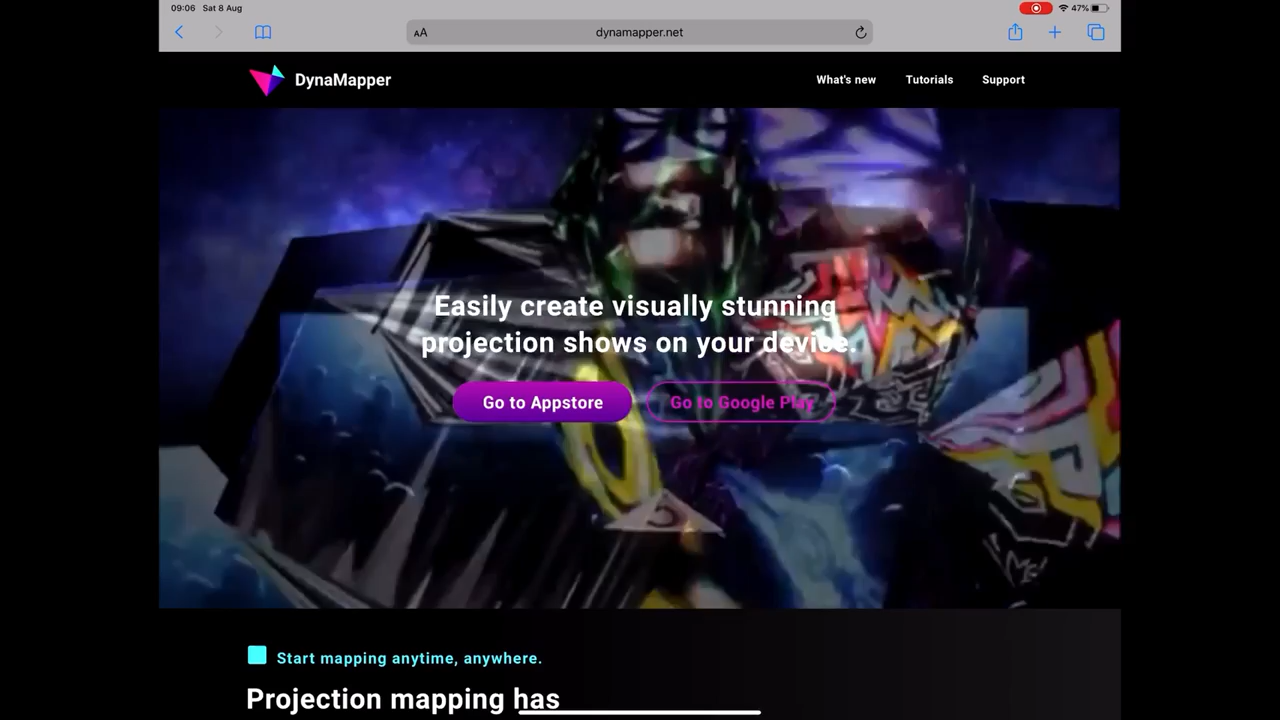 09:06 Sat 8 Aug
47%
AA
dynamapper.net
DynaMapper
What's new
Tutorials
Support
Easily create visually stunning
projection shows on your device.
Go to Appstore
Go to Google Play
Start mapping anytime, anywhere.
Projection mapping has